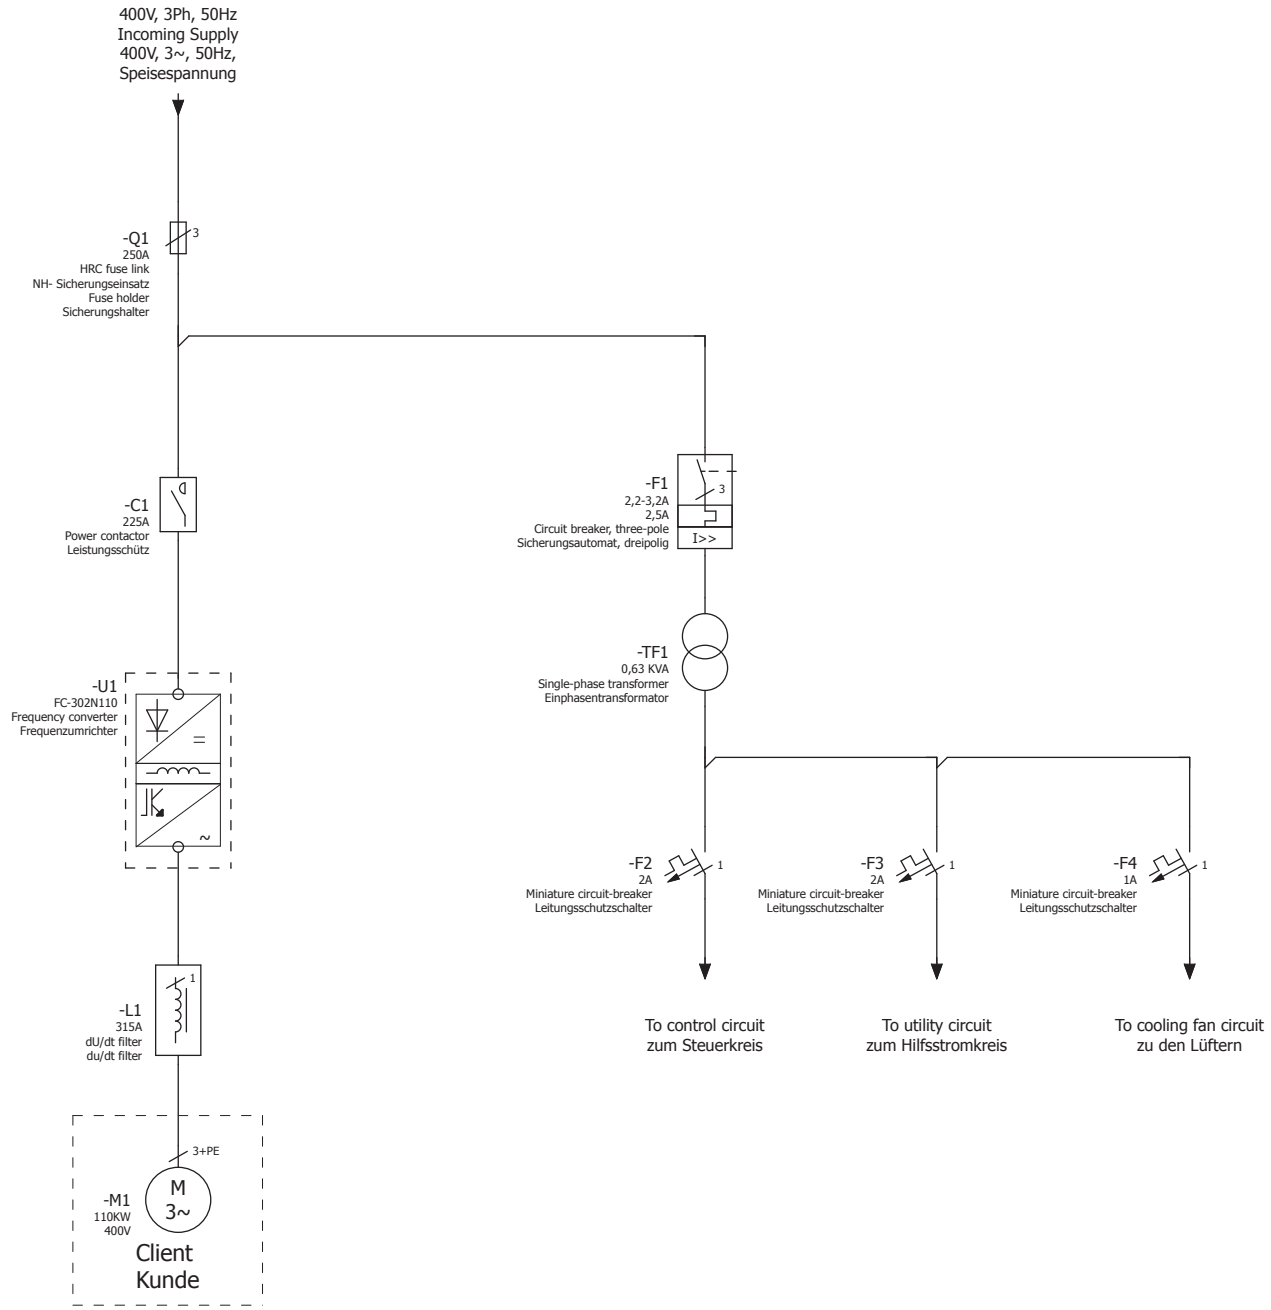 400V, 3Ph, 50Hz
Incoming Supply
400V, 3~, 50Hz,
Speisespannung
-Q1
250A
HRC fuse link
NH- Sicherungseinsatz
Fuse holder
Sicherungshalter
3
-C1
225A
Power contactor
Leistungsschütz
-F1
2,2-3,2A
2,5A
Circuit breaker, three-pole
Sicherungsautomat, dreipolig
3
I>>
-TF1
0,63 KVA
Single-phase transformer
Einphasentransformator
-U1
FC-302N110
Frequency converter
Frequenzumrichter
=
~
-F2
2A
Miniature circuit-breaker
Leitungsschutzschalter
1
-F3
2A
Miniature circuit-breaker
Leitungsschutzschalter
1
-F4
1A
Miniature circuit-breaker
Leitungsschutzschalter
1
To control circuit
zum Steuerkreis
To utility circuit
zum Hilfsstromkreis
To cooling fan circuit
zu den Lüftern
-L1
315A
dU/dt filter
du/dt filter
1
3+PE
-M1
110KW
400V
M
3~
Client
Kunde